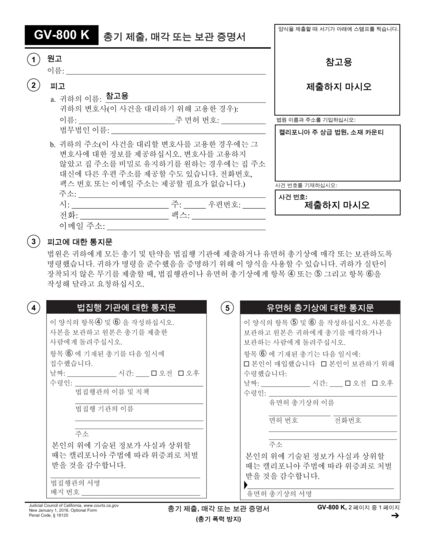 GV-800 K 총기 제출, 매각 또는 보관 증명서
양식을 제출할 때 서기가 아래에 스탬프를 찍습니다.
참고용
제출하지 마시오
1 원고
이름:
2 피고
a. 귀하의 이름: 참고용
귀하의 변호사(이 사건을 대리하기 위해 고용한 경우):
이름: 주 면허 번호:
법무법인 이름:
b. 귀하의 주소(이 사건을 대리할 변호사를 고용한 경우에는 그
변호사에 대한 정보를 제공하십시오. 변호사를 고용하지
않았고 집 주소를 비밀로 유지하기를 원하는 경우에는 집 주소
대신에 다른 우편 주소를 제공할 수도 있습니다. 전화번호,
팩스 번호 또는 이메일 주소는 제공할 필요가 없습니다.)
주소:
시: 주: 우편번호:
전화: 팩스:
이메일 주소:
법원 이름과 주소를 기입하십시오:
캘리포니아 주 상급 법원, 소재 카운티
사건 번호를 기재하십시오:
사건 번호:
제출하지 마시오
3 피고에 대한 통지문
법원은 귀하에게 모든 총기 및 탄약을 법집행 기관에 제출하거나 유면허 총기상에 매각 또는 보관하도록
명령했습니다. 귀하가 명령을 준수했음을 증명하기 위해 이 양식을 사용할 수 있습니다. 귀하가 실탄이
장착되지 않은 무기를 제출할 때, 법집행관이나 유면허 총기상에게 항목 ④ 또는 ⑤ 그리고 항목 ⑥을
작성해 달라고 요청하십시오.
4 법집행 기관에 대한 통지문
이 양식의 항목④ 및 ⑥ 을 작성하십시오.
사본을 보관하고 원본은 총기를 제출한
사람에게 돌려주십시오.
항목 ⑥ 에 기재된 총기를 다음 일시에
접수했습니다.
날짜: 시간: □ 오전 □ 오후
수령인:
법집행관의 이름 및 직책
법집행 기관의 이름
주소
본인의 위에 기술된 정보가 사실과 상위할
때는 캘리포니아 주법에 따라 위증죄로 처벌
받을 것을 감수합니다.
법집행관의 서명
배지 번호
5 유면허 총기상에 대한 통지문
이 양식의 항목 ⑤ 및 ⑥ 을 작성하십시오. 사본을
보관하고 원본은 귀하에게 총기를 매각하거나
보관하는 사람에게 돌려주십시오.
항목 ⑥ 에 기재된 총기는 다음 일시에:
□ 본인이 매입했습니다 □ 본인이 보관하기 위해
수령했습니다:
날짜: 시간: □ 오전 □ 오후
수령인:
유면허 총기상의 이름
면허 번호 전화번호
주소
본인의 위에 기술된 정보가 사실과 상위할
때는 캘리포니아 주법에 따라 위증죄로 처벌
받을 것을 감수합니다.
유면허 총기상의 서명
Judicial Council of California, www.courts.ca.gov
New January 1, 2016, Optional Form
Penal Code, § 18120
총기 제출, 매각 또는 보관 증명서
(총기 폭력 방지)
GV-800 K, 2 페이지 중 1 페이지
→